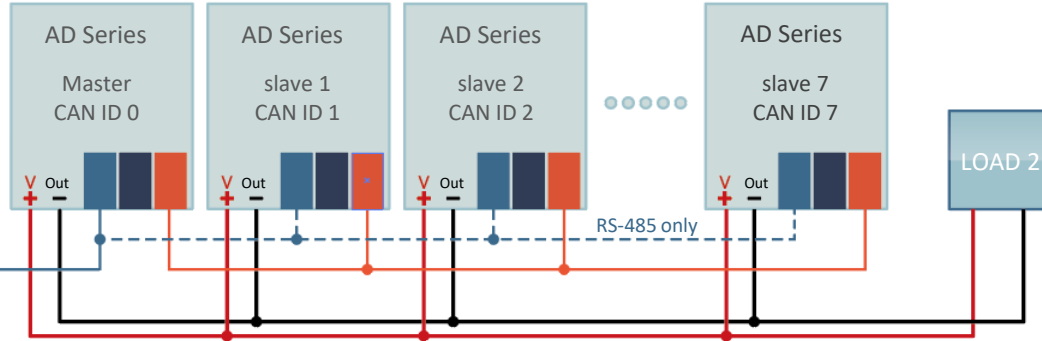 AD Series
Master
CAN ID 0
V Out
+ −
AD Series
slave 1
CAN ID 1
V Out
+ −
AD Series
slave 2
CAN ID 2
V Out
+ −
AD Series
slave 7
CAN ID 7
V Out
+ −
LOAD 2
RS-485 only